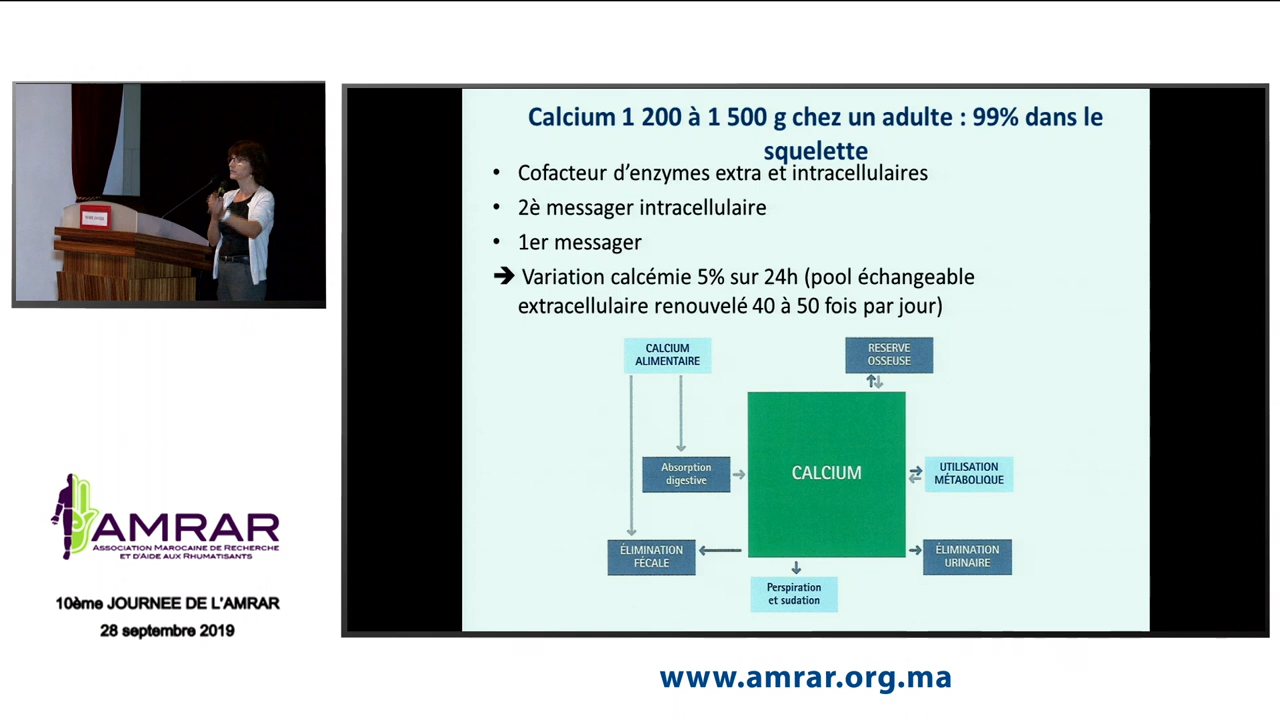 Calcium 1 200 à 1 500 g chez un adulte : 99% dans le
squelette
• Cofacteur d’enzymes extra et intracellulaires
• 2è messager intracellulaire
• 1er messager
➔ Variation calcémie 5% sur 24h (pool échangeable
extracellulaire renouvelé 40 à 50 fois par jour)
CALCIUM
ALIMENTAIRE
RESERVE
OSSEUSE
Absorption
digestive
CALCIUM
UTILISATION
MÉTABOLIQUE
ÉLIMINATION
FÉCALE
ÉLIMINATION
URINAIRE
Perspiration
et sudation
AMRAR
ASSOCIATION MAROCAINE DE RECHERCHE
ET D'AIDE AUX RHUMATISANTS
10ème JOURNEE DE L'AMRAR
28 septembre 2019
www.amrar.org.ma